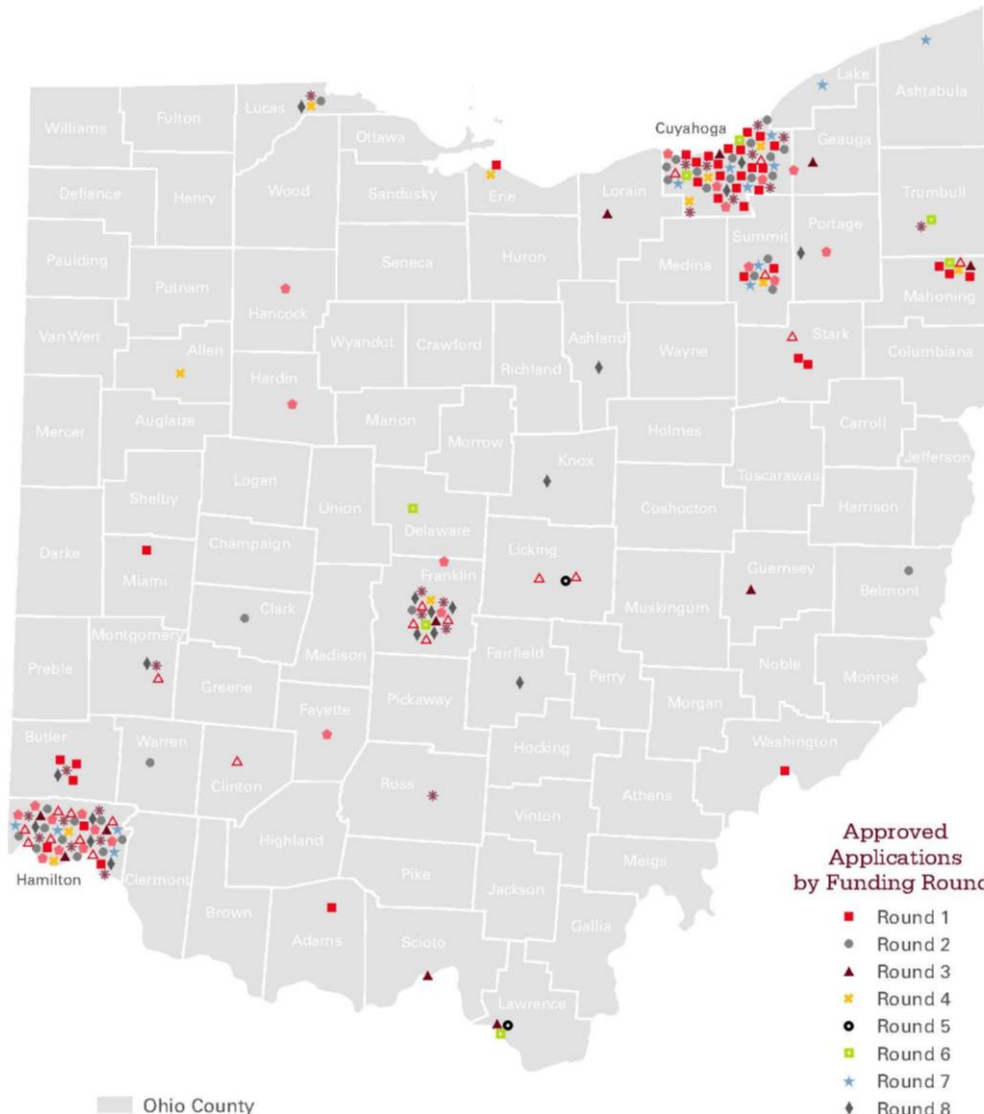 Lake
Ashtabula
Lucas
Fulton
Williams
Cuyahoga
Geauga
Ottawa
Defiance
Henry
Wood
Sandusky
Erie
Lorain
Trumbull
Portage
Summit
Huron
Seneca
Medina
Paulding
Putnam
Hancock
Mahoning
Van Wert
Allen
Wyandot
Crawford
Ashland
Richland
Wayne
Stark
Columbiana
Hardin
Auglaize
Marion
Mercer
Morrow
Holmes
Carroll
Knox
Jefferson
Tuscarawas
Logan
Shelby
Union
Delaware
Coshocton
Harrison
Darke
Champaign
Licking
Guernsey
Miami
Franklin
Belmont
Clark
Muskingum
Montgomery
Madison
Fairfield
Noble
Preble
Greene
Perry
Monroe
Pickaway
Morgan
Fayette
Butler
Warren
Washington
Hocking
Clinton
Ross
Athens
Vinton
Highland
Meigs
Hamilton
Clermont
Pike
Jackson
Brown
Gallia
Adams
Scioto
Lawrence
Approved
Applications
by Funding Round
Round 1
Round 2
Round 3
Round 4
Round 5
Round 6
Round 7
Round 8
Ohio County